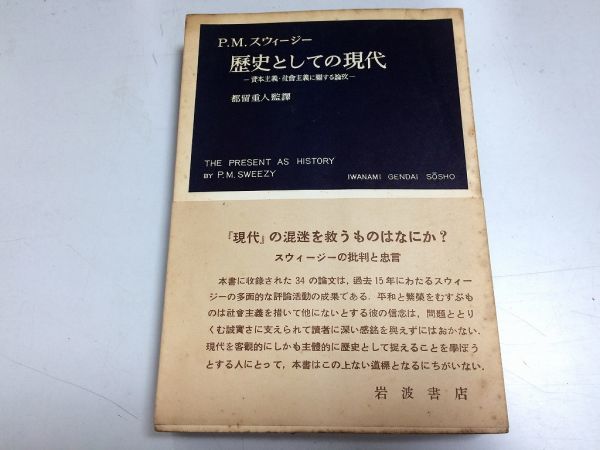 P.M.スウィージー
歷史としての現代
─資本主義・社會主義に關する論攷─
都留重人監譯
THE PRESENT AS HISTORY
BY P.M. SWEEZY
IWANAMI GENDAI SŌSHO
『現代』の混迷を救うものはなにか？
スウィージーの批判と忠言
本書に收錄された34の論文は，過去15年にわたるスウィー
ジーの多面的な評論活動の成果である．平和と繁榮をむすぶも
のは社會主義を措いて他にないとする彼の信念は，問題ととり
くむ誠實さに支えられて讀者に深い感銘を與えずにはおかない．
現代を客觀的にしかも主體的に歷史として捉えることを學ぼう
とする人にとって，本書はこの上ない道標となるにちがいない．
岩波書店